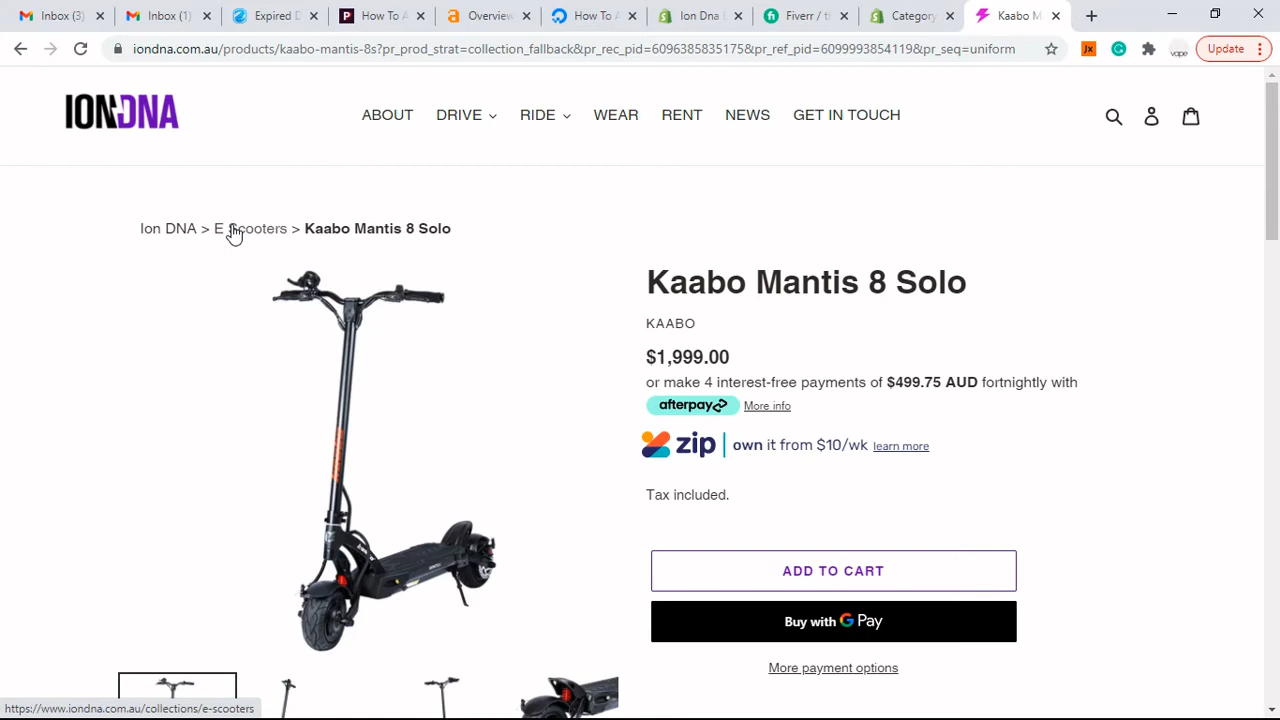 Inbox (3)
Inbox (3)
Expired D
How To A
Overview
How To A
Ion Dna
Fiverr / t
Category
Kaabo M
iondna.com.au/products/kaabo-mantis-8s?pr_prod_strat=collection_fallback&pr_rec_pid=6096385835175&pr_ref_pid=6099993854119&pr_seq=uniform
Jx
vape
Update
IONDNA
ABOUT DRIVE RIDE WEAR RENT NEWS GET IN TOUCH
Ion DNA > E Scooters > Kaabo Mantis 8 Solo
Kaabo Mantis 8 Solo
KAABO
$1,999.00
or make 4 interest-free payments of $499.75 AUD fortnightly with
afterpay More info
zip own it from $10/wk learn more
Tax included.
ADD TO CART
Buy with G Pay
More payment options
https://www.iondna.com.au/collections/e-scooters